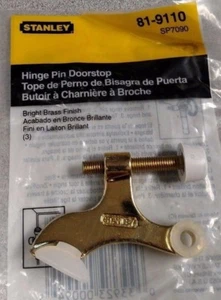 STANLEY
81-9110
SP7090
Hinge Pin Doorstop
Tope de Perno de Bisagra de Puerta
Butoir à Charnière à Broche
Bright Brass Finish
Acabado en Bronce Brillante
Fini en Laiton Brillant
(3)
STANLEY